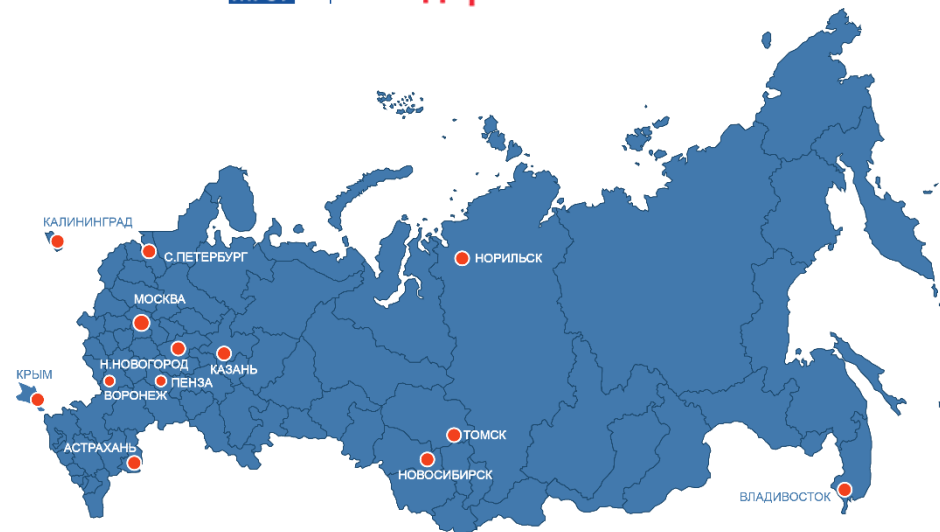 КАЛИНИНГРАД
С.ПЕТЕРБУРГ
НОРИЛЬСК
МОСКВА
Н.НОВОГОРОД
КАЗАНЬ
КРЫМ
ПЕНЗА
ВОРОНЕЖ
ТОМСК
АСТРАХАНЬ
НОВОСИБИРСК
ВЛАДИВОСТОК